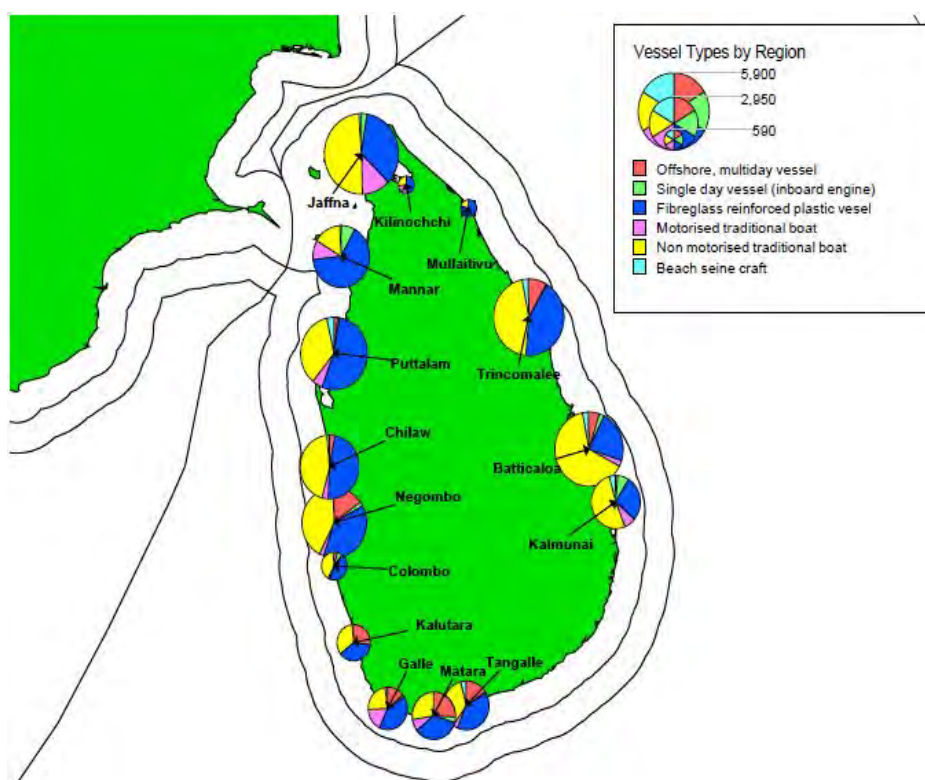 Vessel Types by Region
5,900
2,950
590
Offshore, multiday vessel
Single day vessel (inboard engine)
Fibreglass reinforced plastic vesel
Motorised traditional boat
Non motorised traditional boat
Beach seine craft
Jaffna
Kilinochchi
Mullaitivu
Mannar
Puttalam
Trincomalee
Chilaw
Batticaloa
Negombo
Kalmunai
Colombo
Kalutara
Galle
Matara
Tangalle